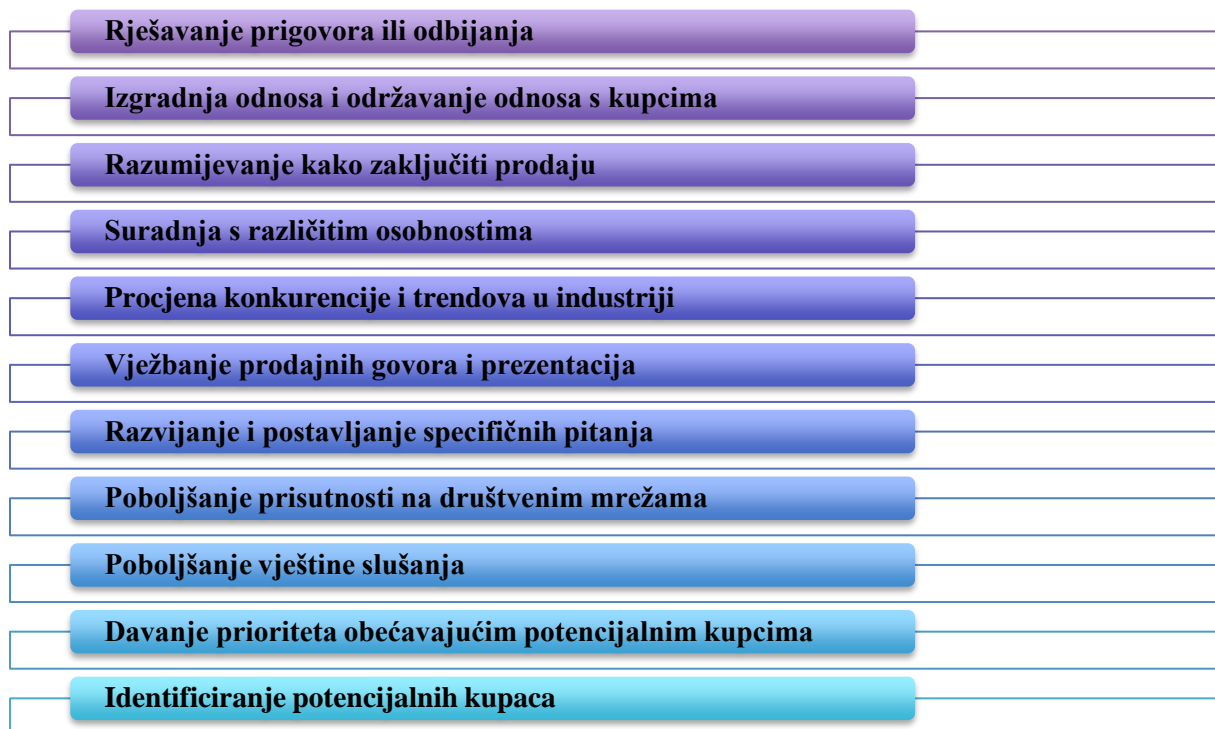 Rješavanje prigovora ili odbijanja
Izgradnja odnosa i održavanje odnosa s kupcima
Razumijevanje kako zaključiti prodaju
Suradnja s različitim osobnostima
Procjena konkurencije i trendova u industriji
Vježbanje prodajnih govora i prezentacija
Razvijanje i postavljanje specifičnih pitanja
Poboljšanje prisutnosti na društvenim mrežama
Poboljšanje vještine slušanja
Davanje prioriteta obećavajućim potencijalnim kupcima
Identificiranje potencijalnih kupaca